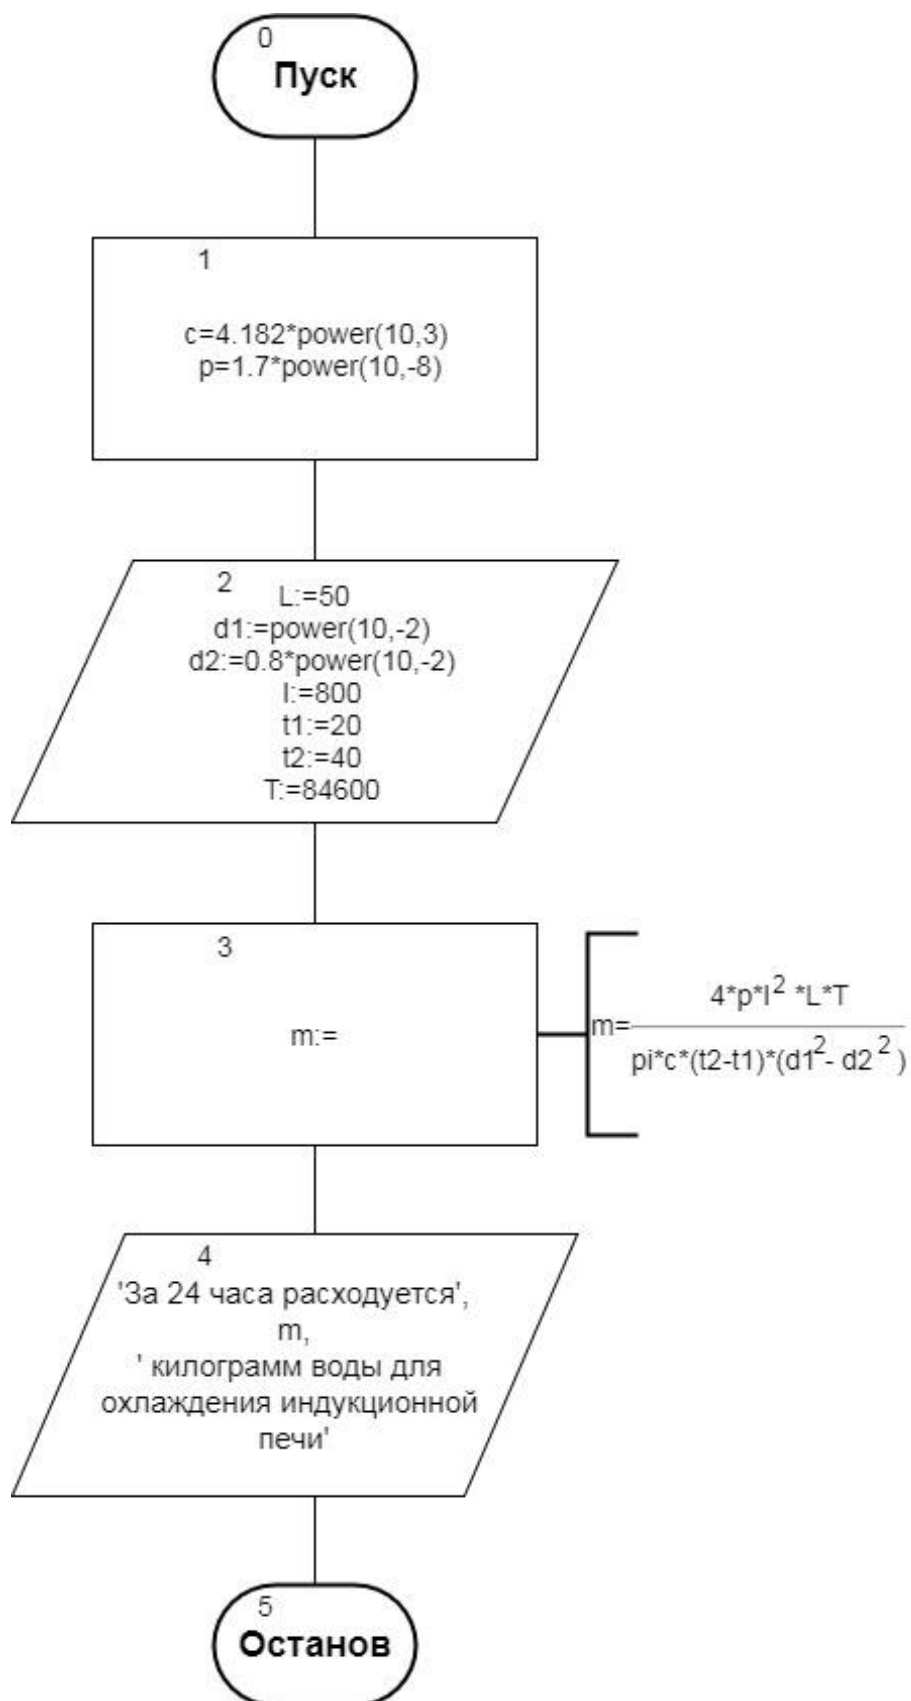 0
Пуск
1
c=4.182*power(10,3)
p=1.7*power(10,-8)
2
L:=50
d1:=power(10,-2)
d2:=0.8*power(10,-2)
I:=800
t1:=20
t2:=40
T:=84600
3
m:=
m=
4*p*I² *L*T
pi*c*(t2-t1)*(d1²- d2²)
4
'За 24 часа расходуется',
m,
' килограмм воды для
охлаждения индукционной
печи'
5
Останов